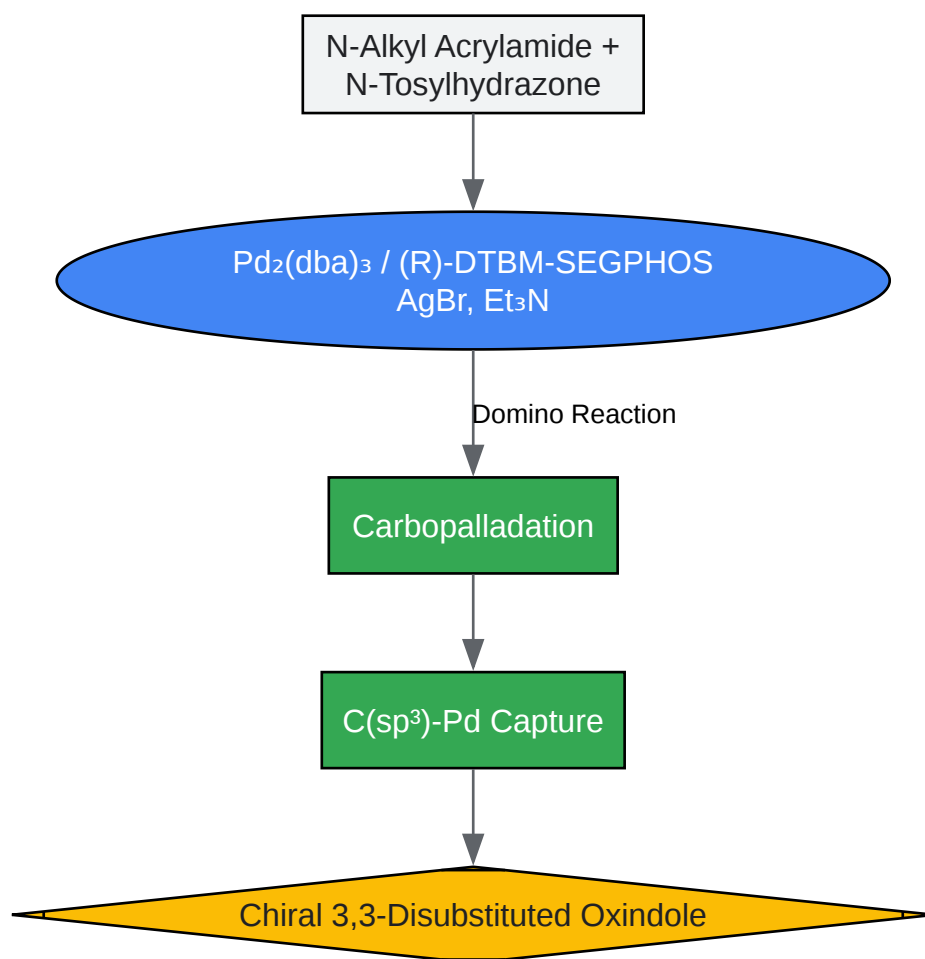 N-Alkyl Acrylamide +
N-Tosylhydrazone
Pd₂(dba)₃ / (R)-DTBM-SEGPHOS
AgBr, Et₃N
Domino Reaction
Carbopalladation
C(sp³)-Pd Capture
Chiral 3,3-Disubstituted Oxindole